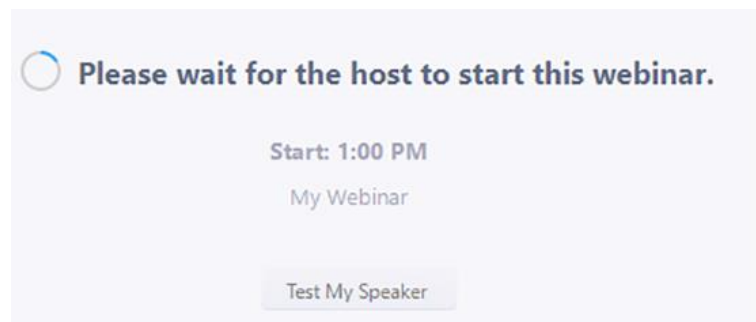 Please wait for the host to start this webinar.
Start: 1:00 PM
My Webinar
Test My Speaker